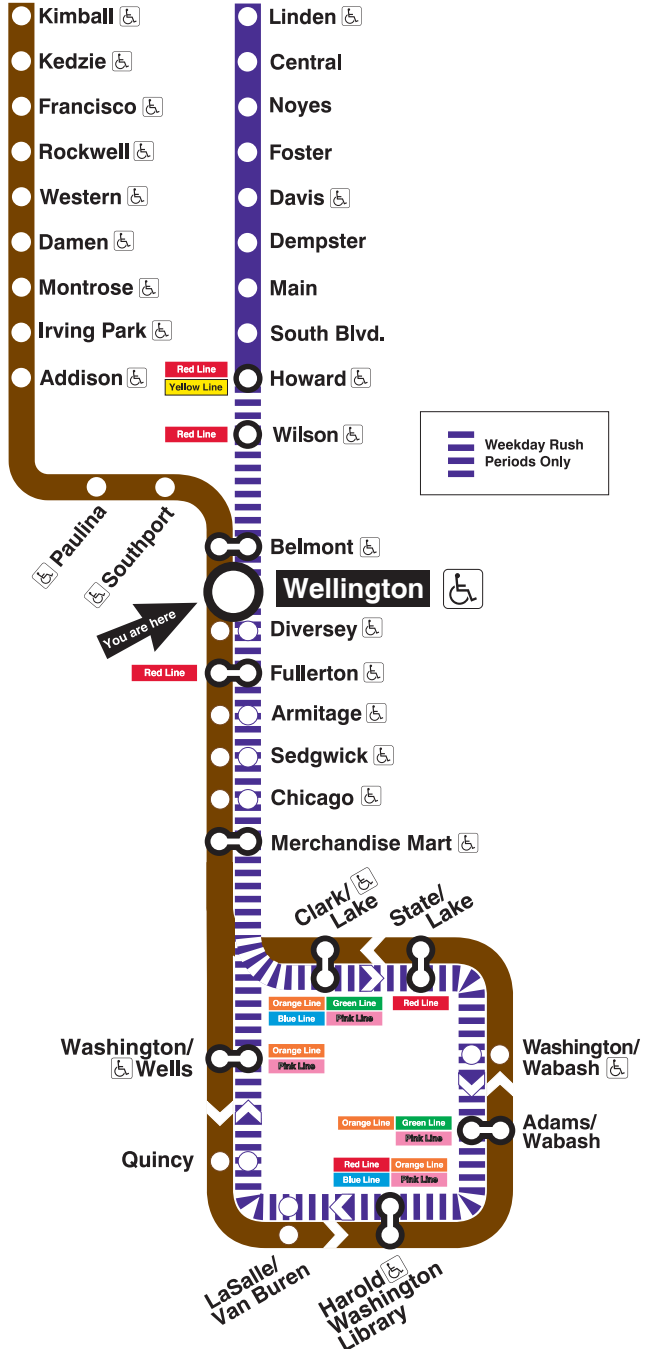 Kimball
Kedzie
Francisco
Rockwell
Western
Damen
Montrose
Irving Park
Addison
Paulina
Southport
Linden
Central
Noyes
Foster
Davis
Dempster
Main
South Blvd.
Red Line
Yellow Line
Howard
Red Line
Wilson
Weekday Rush
Periods Only
Belmont
Wellington
You are here
Diversey
Red Line
Fullerton
Armitage
Sedgwick
Chicago
Merchandise Mart
Clark/
Lake
State/
Lake
Orange Line
Green Line
Blue Line
Pink Line
Red Line
Washington/
Wells
Orange Line
Pink Line
Washington/
Wabash
Orange Line
Green Line
Pink Line
Adams/
Wabash
Quincy
Red Line
Orange Line
Blue Line
Pink Line
LaSalle/
Van Buren
Harold
Washington
Library